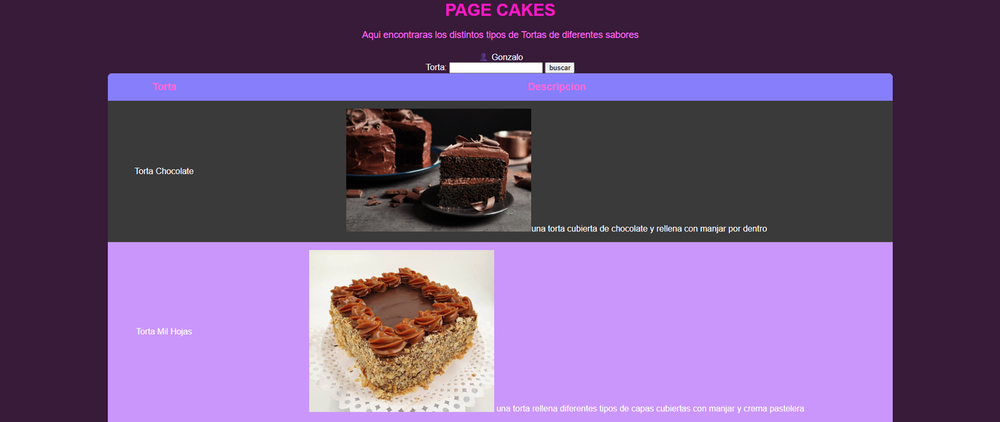 PAGE CAKES
Aqui encontraras los distintos tipos de Tortas de diferentes sabores
Gonzalo
Torta: buscar
Torta Descripcion
Torta Chocolate
una torta cubierta de chocolate y rellena con manjar por dentro
Torta Mil Hojas
una torta rellena diferentes tipos de capas cubiertas con manjar y crema pastelera